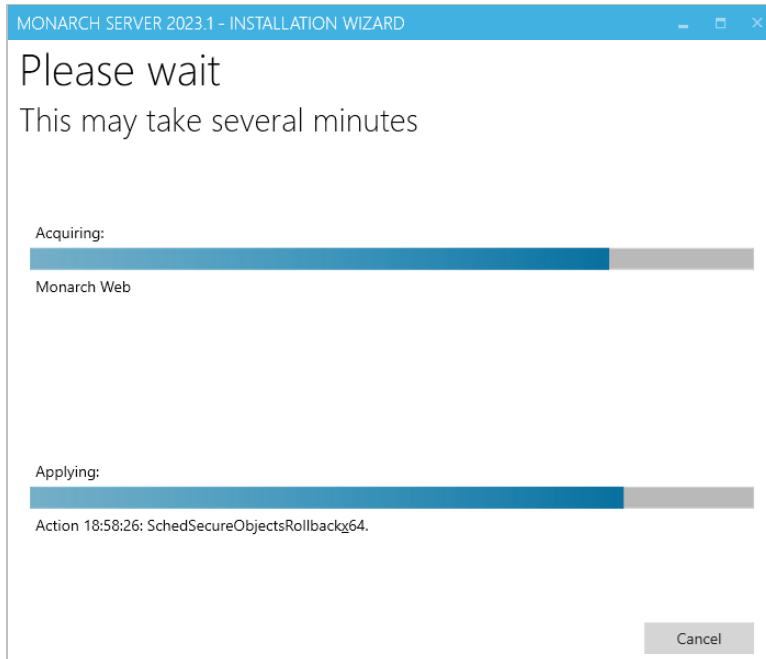 MONARCH SERVER 2023.1 - INSTALLATION WIZARD
Please wait
This may take several minutes
Acquiring:
Monarch Web
Applying:
Action 18:58:26: SchedSecureObjectsRollbackx64.
Cancel